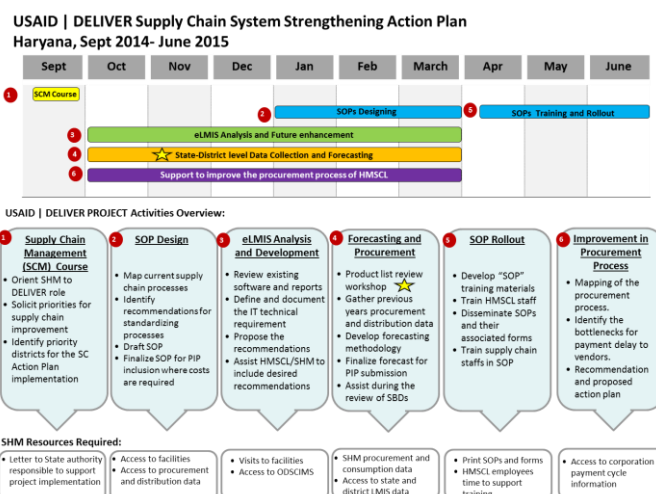 USAID | DELIVER Supply Chain System Strengthening Action Plan
Haryana, Sept 2014- June 2015
Sept Oct Nov Dec Jan Feb March Apr May June
1 SCM Course
2 SOPs Designing 6 SOPs Training and Rollout
3 eLMIS Analysis and Future enhancement
4 State-District level Data Collection and Forecasting
6 Support to improve the procurement process of HMSCL
USAID | DELIVER PROJECT Activities Overview:
1 Supply Chain
Management
(SCM) Course
• Orient SHM to
DELIVER role
• Solicit priorities for
supply chain
improvement
• Identify priority
districts for the SC
Action Plan
implementation
2 SOP Design
• Map current supply
chain processes
• Identify
recommendations for
standardizing
processes
• Draft SOP
• Finalize SOP for PIP
inclusion where costs
are required
3 eLMIS Analysis
and Development
• Review existing
software and reports
• Define and document
the IT technical
requirement
• Propose the
recommendations
• Assist HMSCL/SHM to
include desired
recommendations
4 Forecasting and
Procurement
• Product list review
workshop
• Gather previous
years procurement
and distribution data
• Develop forecasting
methodology
• Finalize forecast for
PIP submission
• Assist during the
review of SBDs
5 SOP Rollout
• Develop “SOP”
training materials
• Train HMSCL staff
• Disseminate SOPs
and their
associated forms
• Train supply chain
staffs in SOP
6 Improvement in
Procurement
Process
• Mapping of the
procurement
process.
• Identify the
bottlenecks for
payment delay to
vendors.
• Recommendation
and proposed
action plan
SHM Resources Required:
• Letter to State authority
responsible to support
project implementation
• Access to facilities
• Access to procurement
and distribution data
• Visits to facilities
• Access to ODSCIMS
• SHM procurement and
consumption data
• Access to state and
district LMIS data
• Print SOPs and forms
• HMSCL employees
time to support
training
• Access to corporation
payment cycle
information